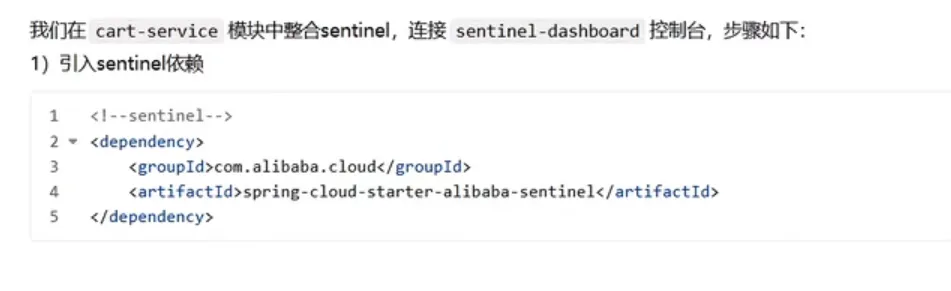 我们在 cart-service 模块中整合sentinel，连接 sentinel-dashboard 控制台，步骤如下：
1）引入sentinel依赖
1 <!--sentinel-->
2 <dependency>
3     <groupId>com.alibaba.cloud</groupId>
4     <artifactId>spring-cloud-starter-alibaba-sentinel</artifactId>
5 </dependency>